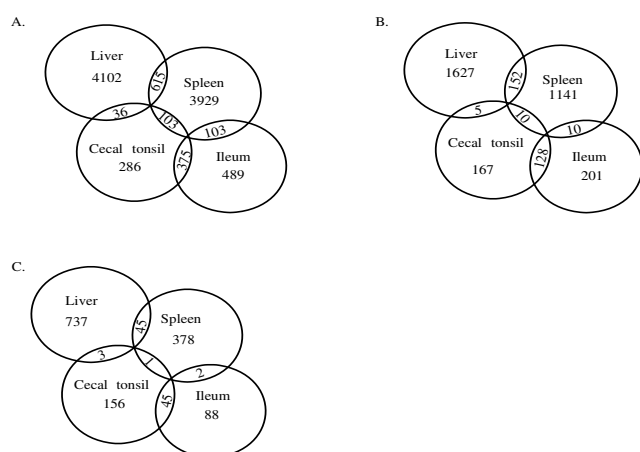 A.
Liver
4102
615
Spleen
3929
36
103
103
Cecal tonsil
286
375
Ileum
489
B.
Liver
1627
152
Spleen
1141
5
10
10
Cecal tonsil
167
128
Ileum
201
C.
Liver
737
45
Spleen
378
3
1
2
Cecal tonsil
156
45
Ileum
88